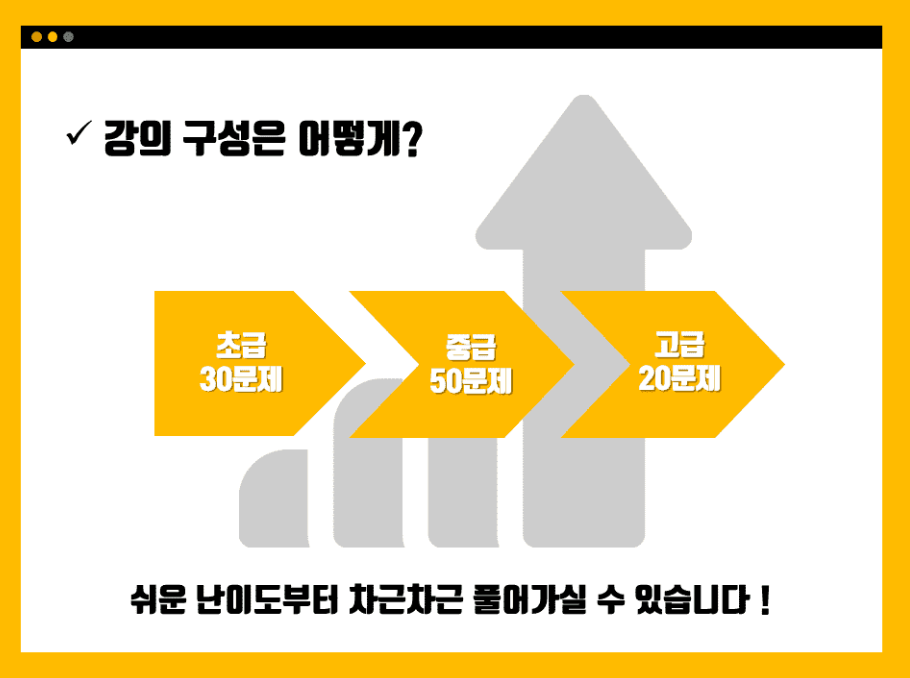 ✓ 강의 구성은 어떻게?
초급
30문제
중급
50문제
고급
20문제
쉬운 난이도부터 차근차근 풀어가실 수 있습니다 !